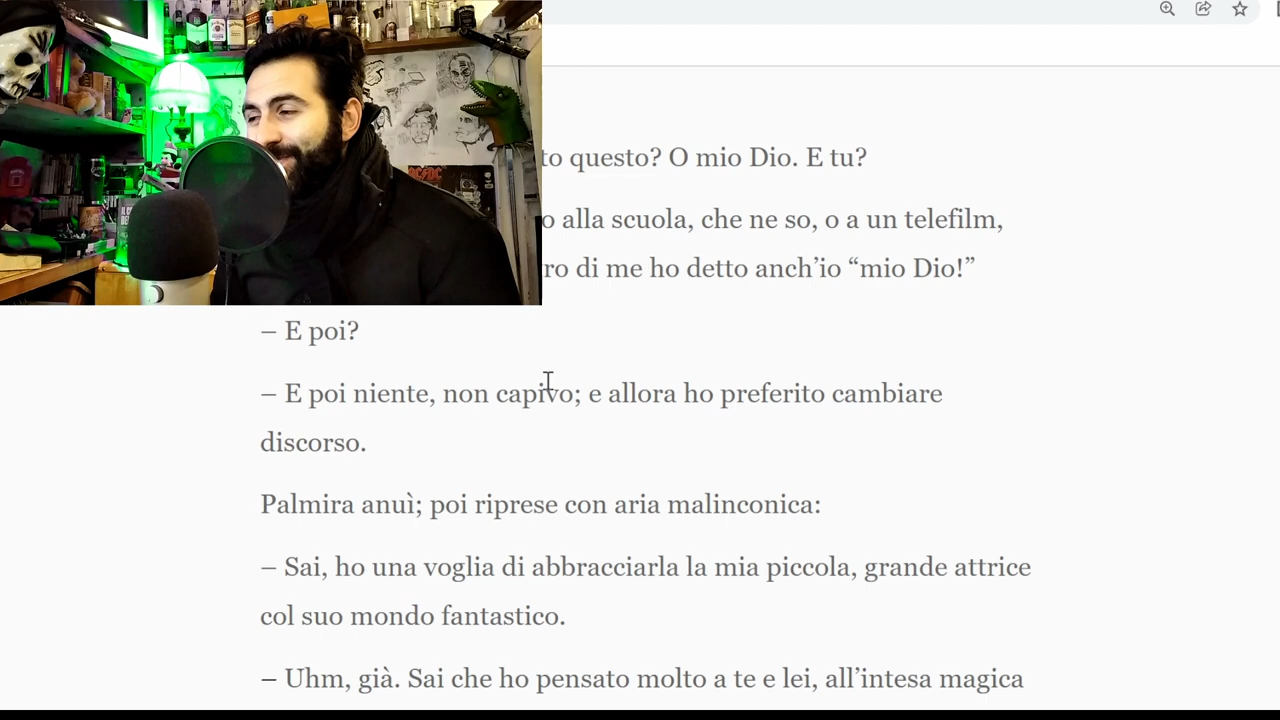 to questo? O mio Dio. E tu?
o alla scuola, che ne so, o a un telefilm,
ro di me ho detto anch’io “mio Dio!”
– E poi?
– E poi niente, non capivo; e allora ho preferito cambiare
discorso.
Palmira anuì; poi riprese con aria malinconica:
– Sai, ho una voglia di abbracciarla la mia piccola, grande attrice
col suo mondo fantastico.
– Uhm, già. Sai che ho pensato molto a te e lei, all’intesa magica